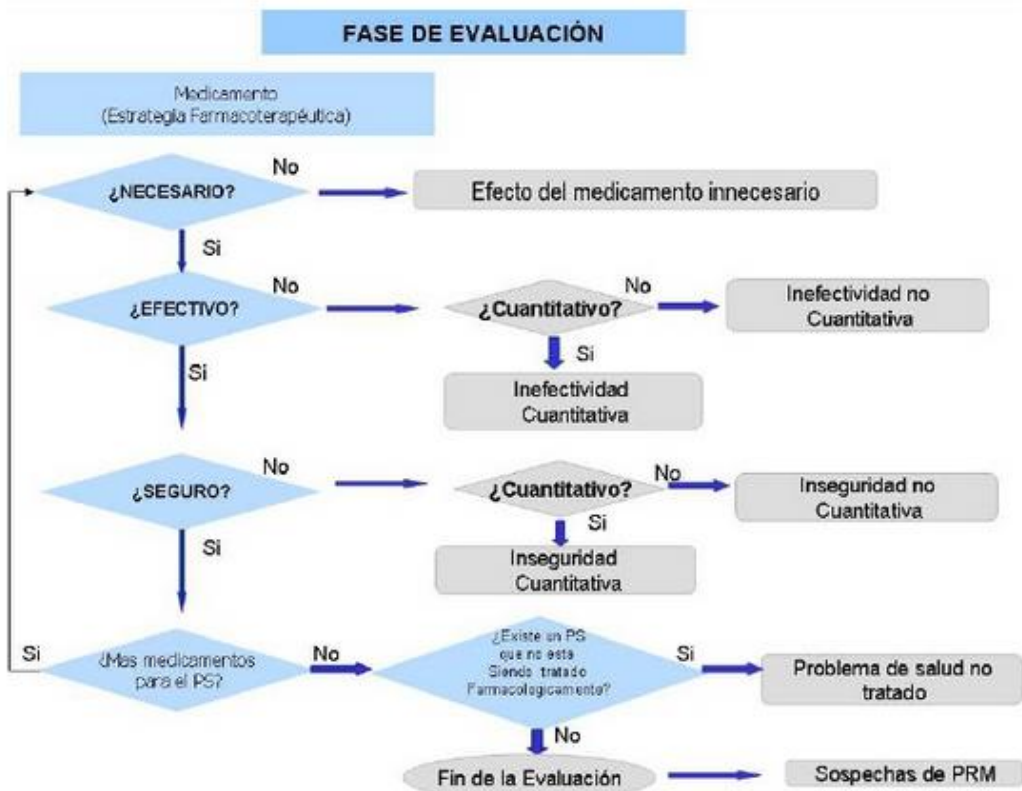 FASE DE EVALUACIÓN
Medicamento
(Estrategia Farmacoterapéutica)
¿NECESARIO?
No
Efecto del medicamento innecesario
Si
¿EFECTIVO?
No
¿Cuantitativo?
No
Inefectividad no
Cuantitativa
Si
Inefectividad
Cuantitativa
Si
¿SEGURO?
No
¿Cuantitativo?
No
Inseguridad no
Cuantitativa
Si
Inseguridad
Cuantitativa
Si
Si
¿Mas medicamentos
para el PS?
No
¿Existe un PS
que no esta
Siendo tratado
Farmacologicamente?
Si
Problema de salud no
tratado
No
Fin de la Evaluación
Sospechas de PRM